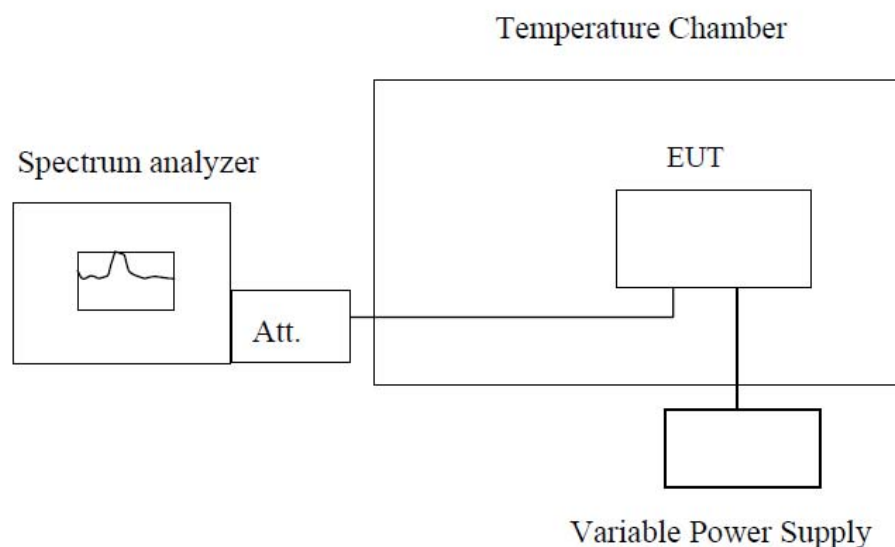 Temperature Chamber
Spectrum analyzer
EUT
Att.
Variable Power Supply